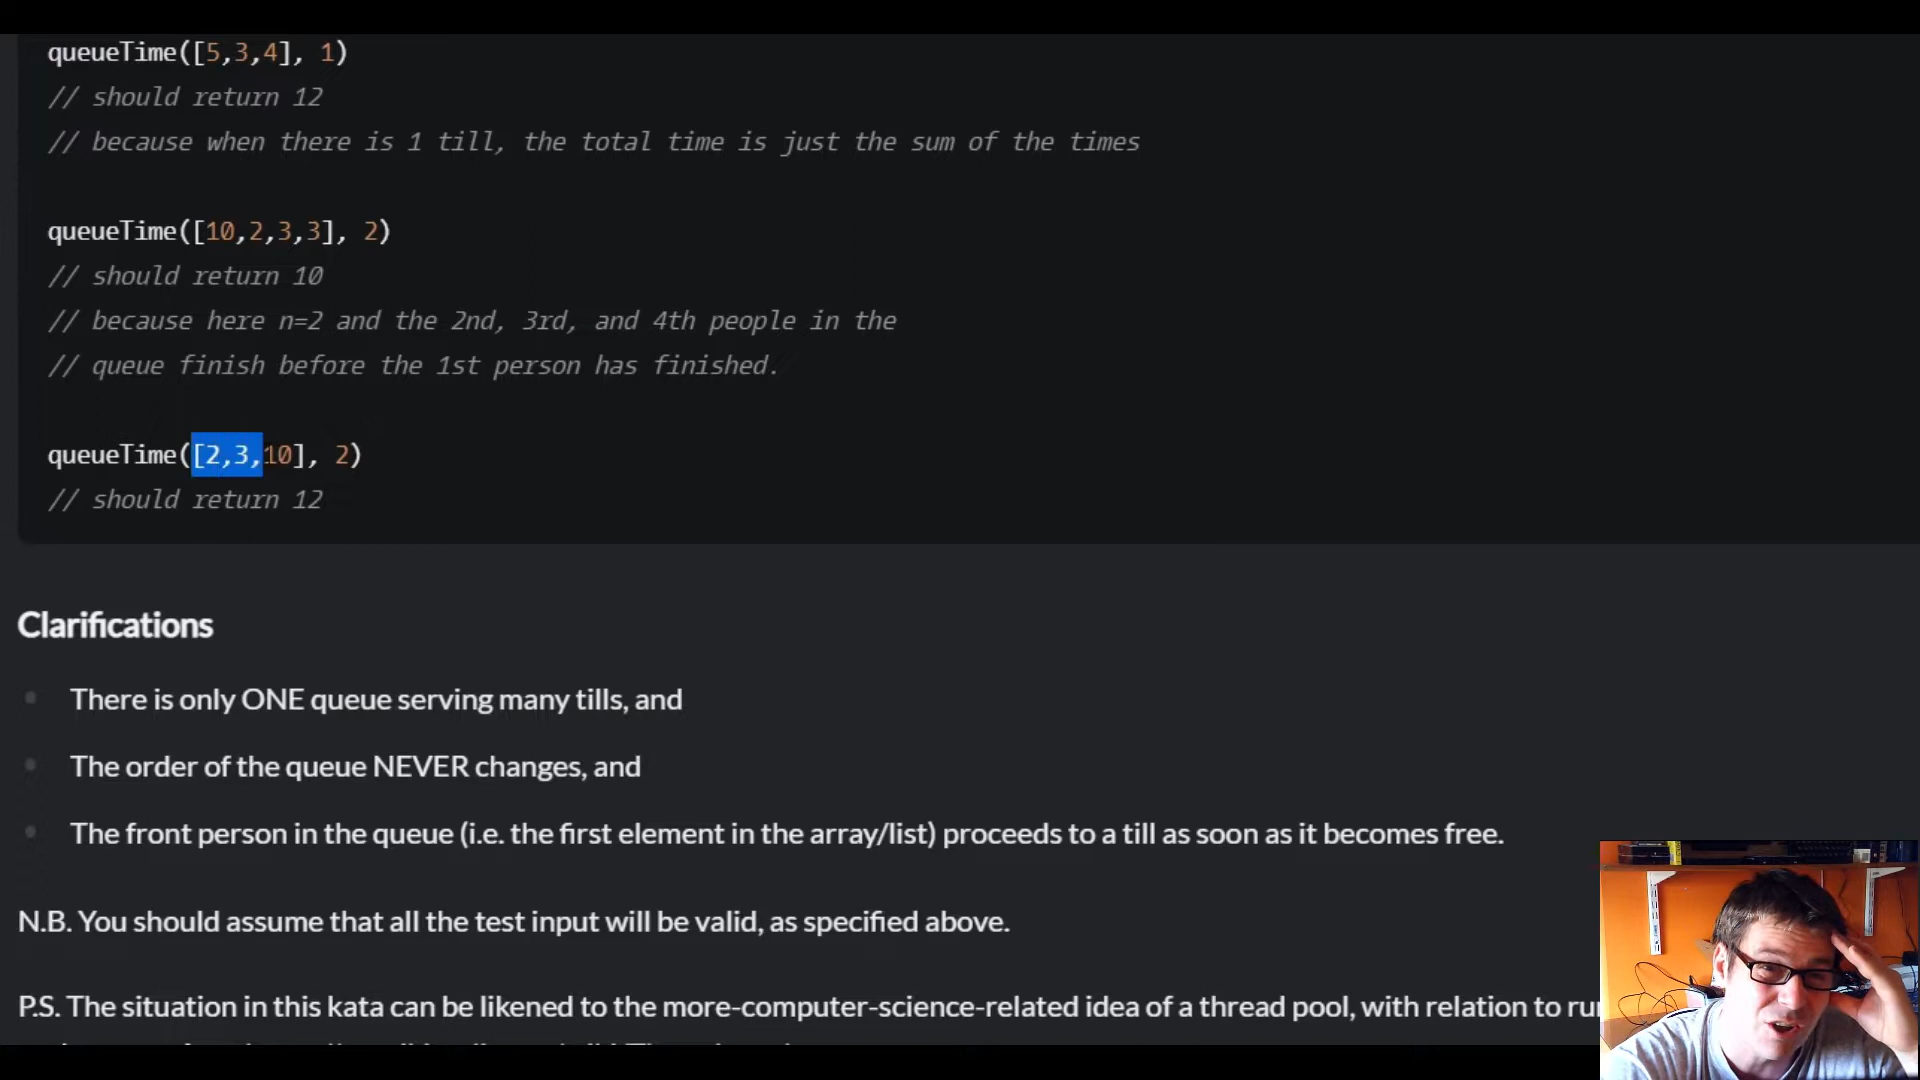 queueTime([5,3,4], 1)
// should return 12
// because when there is 1 till, the total time is just the sum of the times
queueTime([10,2,3,3], 2)
// should return 10
// because here n=2 and the 2nd, 3rd, and 4th people in the
// queue finish before the 1st person has finished.
queueTime([2,3,10], 2)
// should return 12
Clarifications
There is only ONE queue serving many tills, and
The order of the queue NEVER changes, and
The front person in the queue (i.e. the first element in the array/list) proceeds to a till as soon as it becomes free.
N.B. You should assume that all the test input will be valid, as specified above.
P.S. The situation in this kata can be likened to the more-computer-science-related idea of a thread pool, with relation to